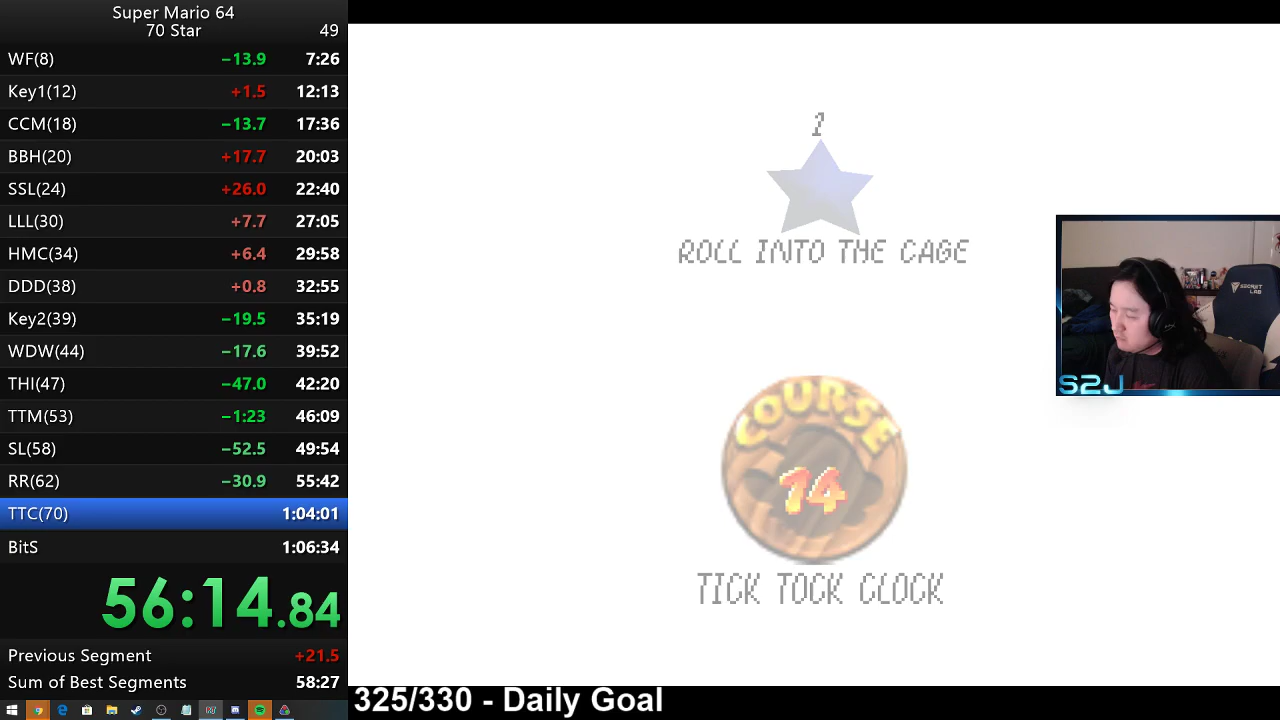 Super Mario 64
70 Star 49
WF(8) −13.9 7:26
Key1(12) +1.5 12:13
CCM(18) −13.7 17:36
BBH(20) +17.7 20:03
SSL(24) +26.0 22:40
LLL(30) +7.7 27:05
HMC(34) +6.4 29:58
DDD(38) +0.8 32:55
Key2(39) −19.5 35:19
WDW(44) −17.6 39:52
THI(47) −47.0 42:20
TTM(53) −1:23 46:09
SL(58) −52.5 49:54
RR(62) −30.9 55:42
TTC(70) 1:04:01
BitS 1:06:34
56:14.84
Previous Segment +21.5
Sum of Best Segments 58:27
ROLL INTO THE CAGE
COURSE
14
TICK TOCK CLOCK
SECRET
LAB
S2J
325/330 - Daily Goal